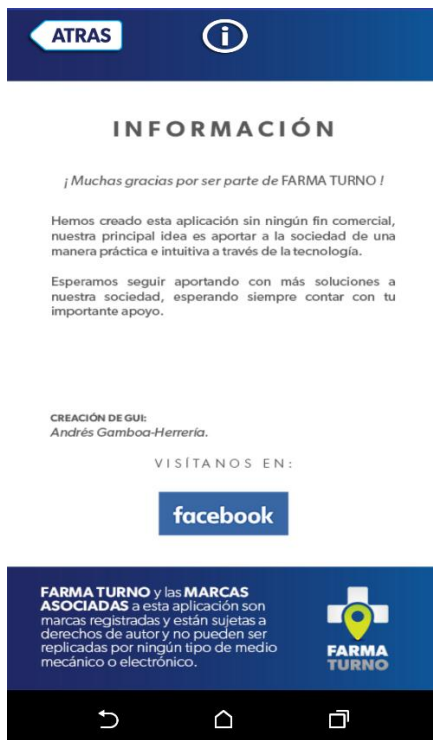 ATRAS
INFORMACIÓN
¡ Muchas gracias por ser parte de FARMA TURNO !
Hemos creado esta aplicación sin ningún fin comercial,
nuestra principal idea es aportar a la sociedad de una
manera práctica e intuitiva a través de la tecnología.
Esperamos seguir aportando con más soluciones a
nuestra sociedad, esperando siempre contar con tu
importante apoyo.
CREACIÓN DE GUI:
Andrés Gamboa-Herrería.
VISÍTANOS EN:
facebook
FARMA TURNO y las MARCAS
ASOCIADAS a esta aplicación son
marcas registradas y están sujetas a
derechos de autor y no pueden ser
replicadas por ningún tipo de medio
mecánico o electrónico.
FARMA
TURNO